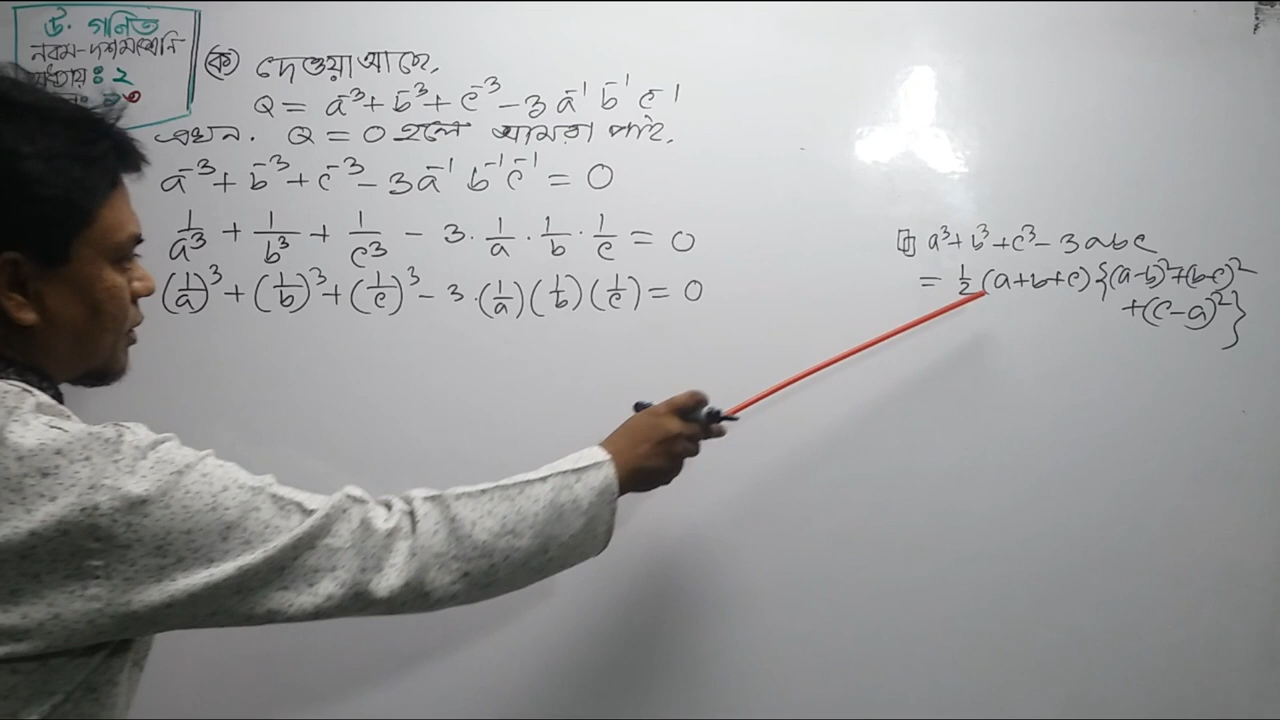 উ. গনিত
নবম-দশম শ্রেনি
অধ্যায় : ২
(ক) দেওয়া আছে,
Q = a⁻³ + b⁻³ + c⁻³ - 3 a⁻¹ b⁻¹ c⁻¹
এখন, Q = 0 হলে আমরা পাই,
a⁻³ + b⁻³ + c⁻³ - 3 a⁻¹ b⁻¹ c⁻¹ = 0
1/a³ + 1/b³ + 1/c³ - 3 · 1/a · 1/b · 1/c = 0
(1/a)³ + (1/b)³ + (1/c)³ - 3 · (1/a) (1/b) (1/c) = 0
a³ + b³ + c³ - 3abc
= 1/2 (a+b+c) {(a-b)² + (b-c)²
+ (c-a)²}